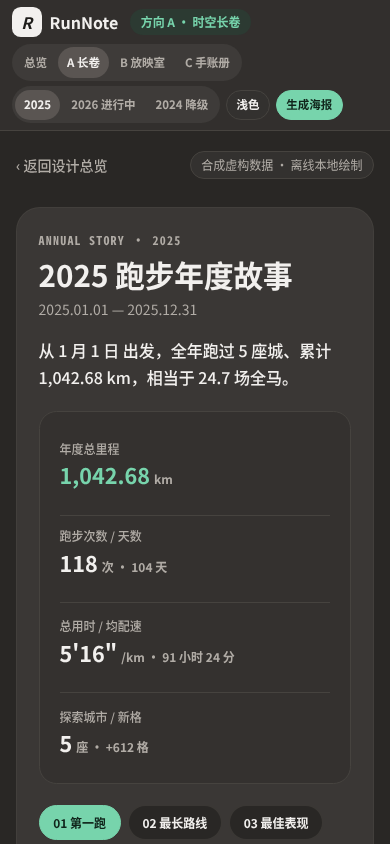 R RunNote 方向 A · 时空长卷
总览 A 长卷 B 放映室 C 手账册
2025 2026 进行中 2024 降级 浅色 生成海报
‹ 返回设计总览 合成虚构数据 · 离线本地绘制
ANNUAL STORY · 2025
2025 跑步年度故事
2025.01.01 — 2025.12.31
从 1 月 1 日 出发，全年跑过 5 座城、累计
1,042.68 km，相当于 24.7 场全马。
年度总里程
1,042.68 km
跑步次数 / 天数
118 次 · 104 天
总用时 / 均配速
5'16" /km · 91 小时 24 分
探索城市 / 新格
5 座 · +612 格
01 第一跑 02 最长路线 03 最佳表现